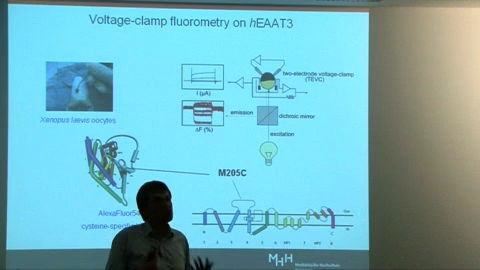 Voltage-clamp fluorometry on hEAAT3
two-electrode voltage-clamp
(TEVC)
I (µA)
Xenopus laevis oocytes
emission
dichroic mirror
ΔF (%)
excitation
M205C
AlexaFluor5
cysteine-specifi
MHH